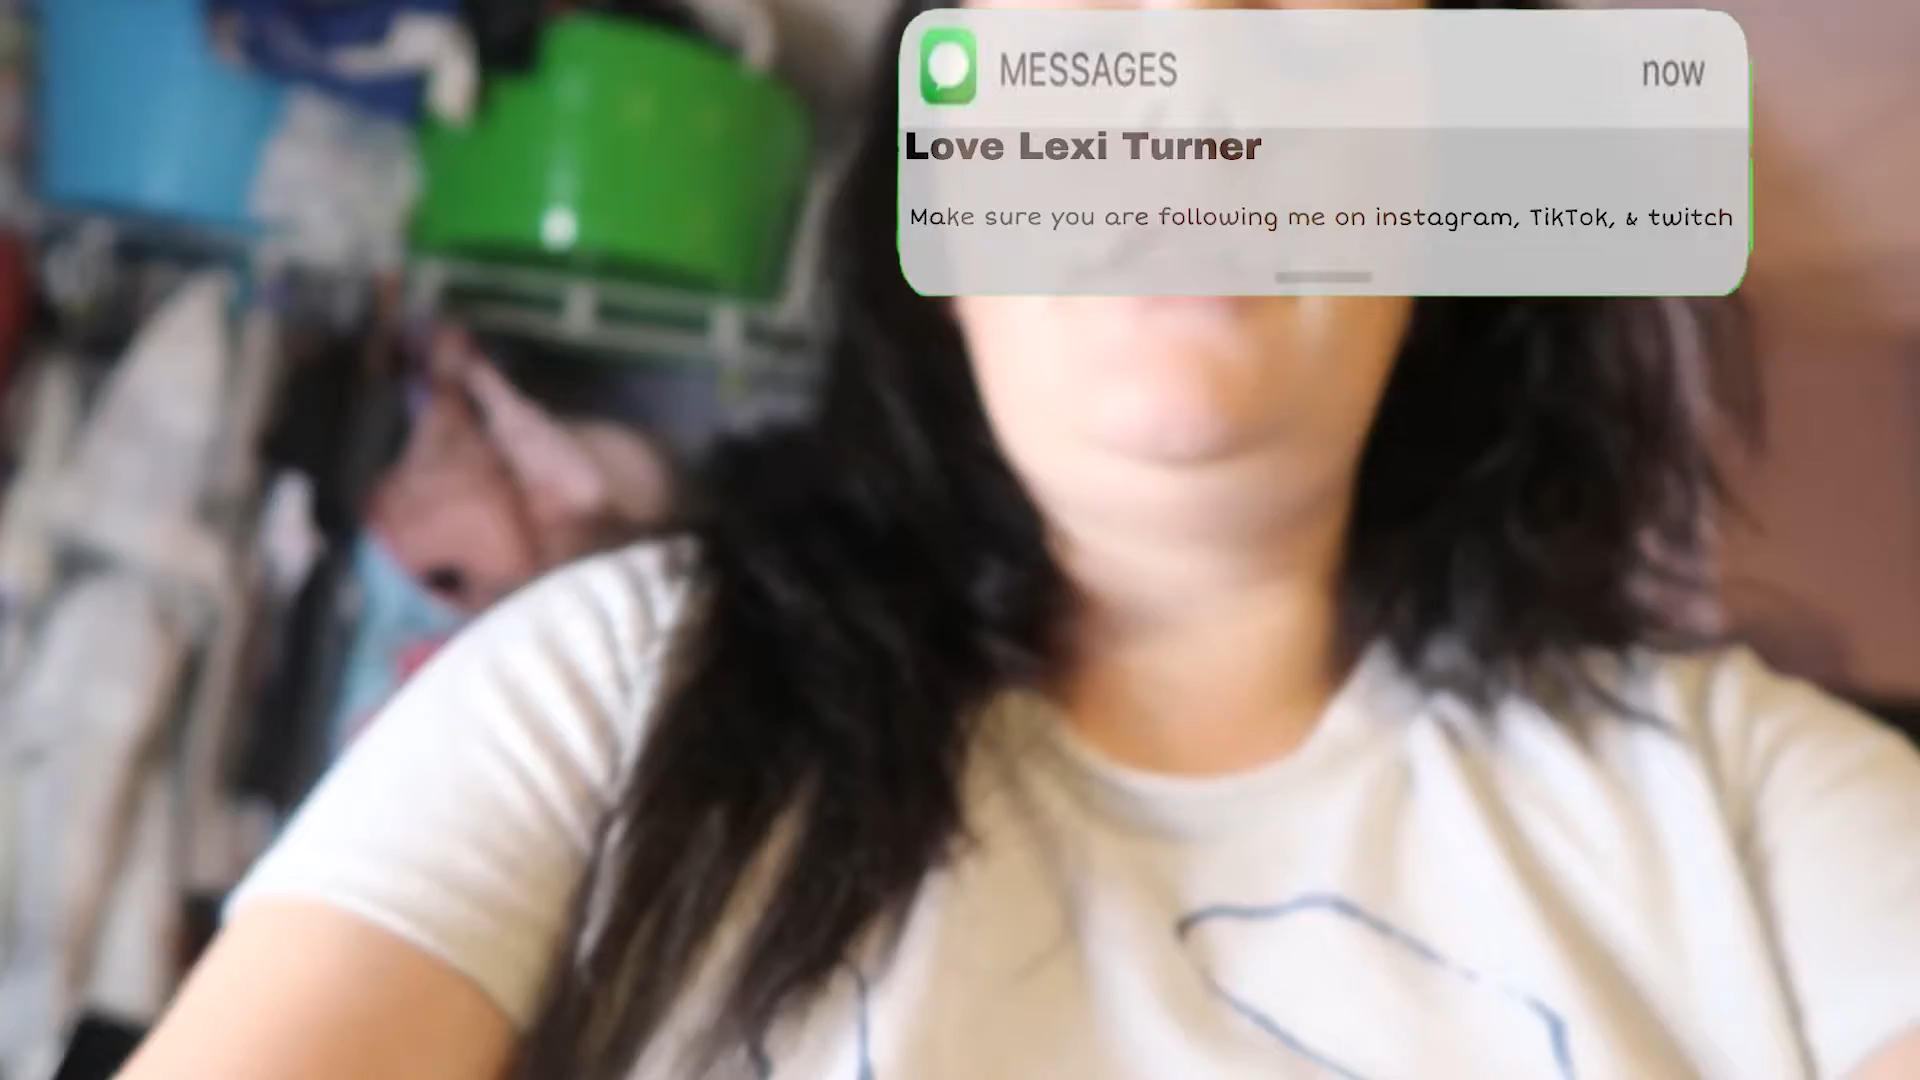 MESSAGES
now
Love Lexi Turner
Make sure you are following me on instagram, TikTok, & twitch